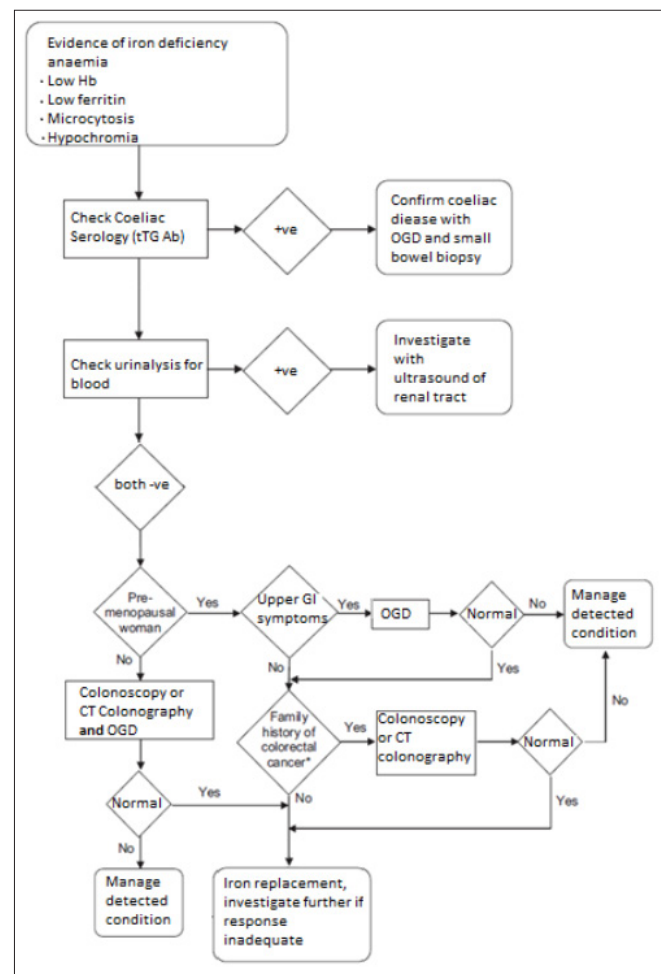 Evidence of iron deficiency
anaemia
· Low Hb
· Low ferritin
· Microcytosis
· Hypochromia
Check Coeliac
Serology (tTG Ab)
+ve
Confirm coeliac
diease with
OGD and small
bowel biopsy
Check urinalysis for
blood
+ve
Investigate
with
ultrasound of
renal tract
both -ve
Pre-
menopausal
woman
Yes
Upper GI
symptoms
Yes
OGD
Normal
No
Manage
detected
condition
No
No
Yes
No
Colonoscopy or
CT Colonography
and OGD
Family
history of
colorectal
cancer*
Yes
Colonoscopy
or CT
colonography
Normal
Normal
Yes
No
Yes
No
Manage
detected
condition
Iron replacement,
investigate further if
response
inadequate